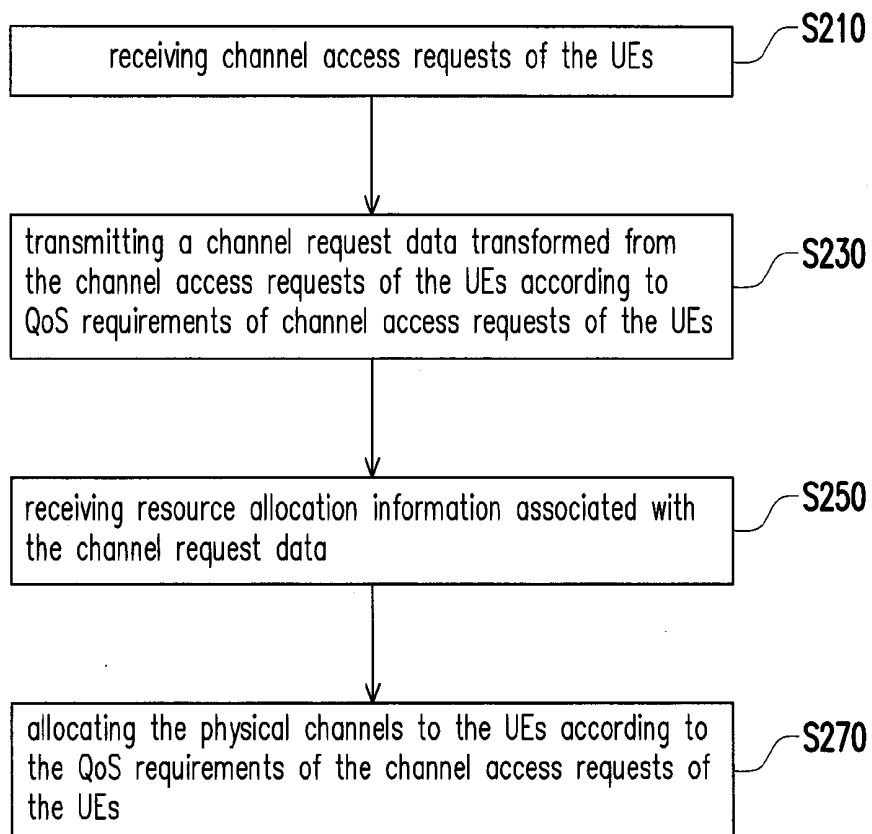 receiving channel access requests of the UEs
S210
transmitting a channel request data transformed from
the channel access requests of the UEs according to
QoS requirements of channel access requests of the UEs
S230
receiving resource allocation information associated with
the channel request data
S250
allocating the physical channels to the UEs according to
the QoS requirements of the channel access requests of
the UEs
S270